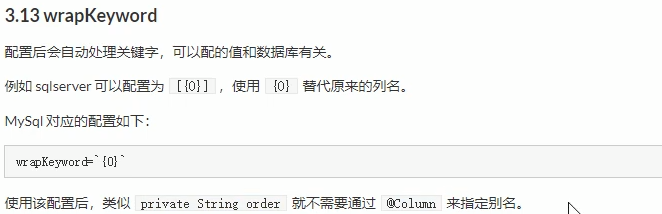 3.13 wrapKeyword
配置后会自动处理关键字，可以配的值和数据库有关。
例如 sqlserver 可以配置为 [{0}] ，使用 {0} 替代原来的列名。
MySql 对应的配置如下：
wrapKeyword=`{0}`
使用该配置后，类似 private String order 就不需要通过 @Column 来指定别名。